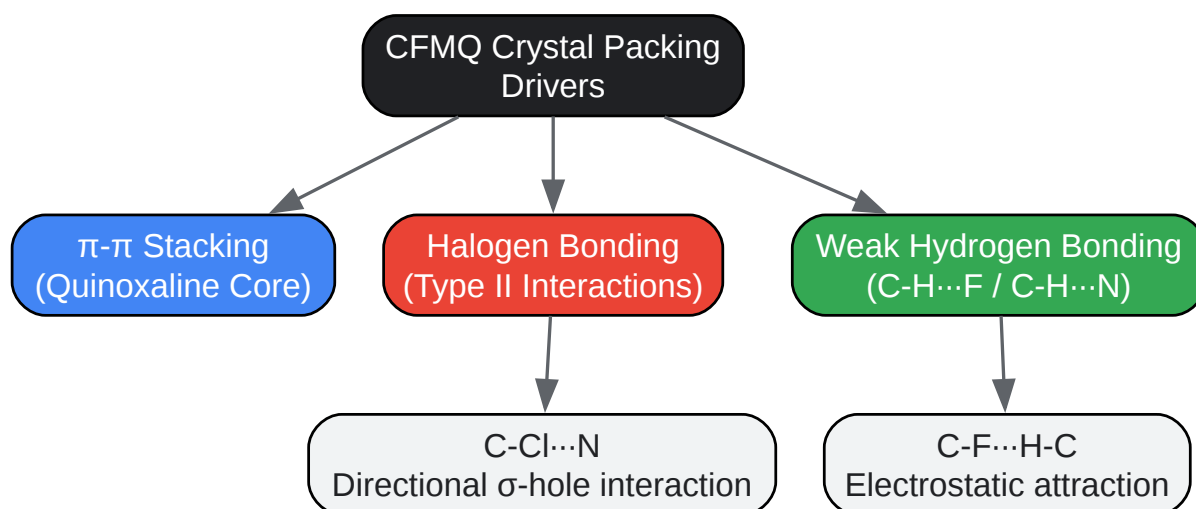 CFMQ Crystal Packing
Drivers
π-π Stacking
(Quinoxaline Core)
Halogen Bonding
(Type II Interactions)
Weak Hydrogen Bonding
(C-H···F / C-H···N)
C-Cl···N
Directional σ-hole interaction
C-F···H-C
Electrostatic attraction